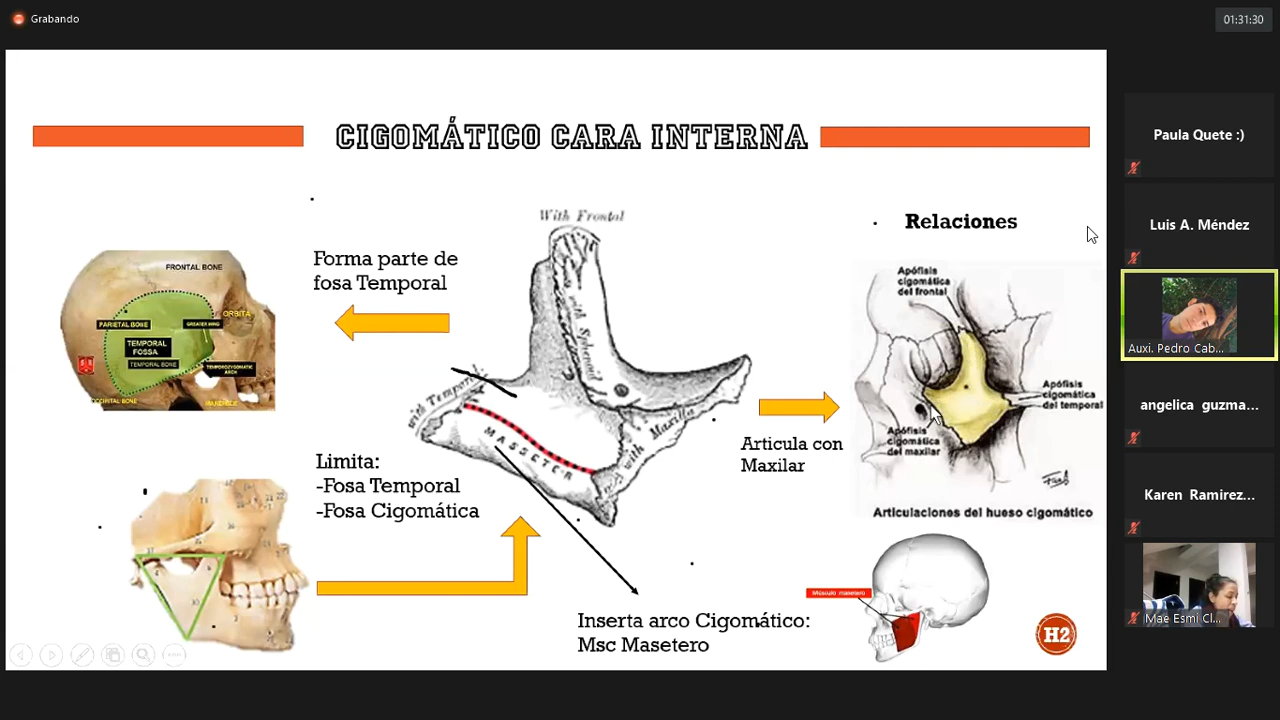 Grabando
01:31:30
CIGOMÁTICO CARA INTERNA
With Frontal
Relaciones
Forma parte de
fosa Temporal
FRONTAL BONE
ORBITA
PARIETAL BONE
GREATER WING
TEMPORAL
FOSSA
TEMPORAL BONE
TEMPOROZYGOMATIC
ARCH
MANDIBLE
with Sphenoid
with Temporal
with Maxilla
MASSETER
Articula con
Maxilar
Limita:
-Fosa Temporal
-Fosa Cigomática
Apófisis
cigomática
del frontal
Apófisis
cigomática
del temporal
Apófisis
cigomática
del maxilar
Articulaciones del hueso cigomático
Músculo masetero
Inserta arco Cigomático:
Msc Masetero
H2
Paula Quete :)
Luis A. Méndez
Auxi. Pedro Cab...
angelica guzma...
Karen Ramirez...
Mae Esmi Cl...